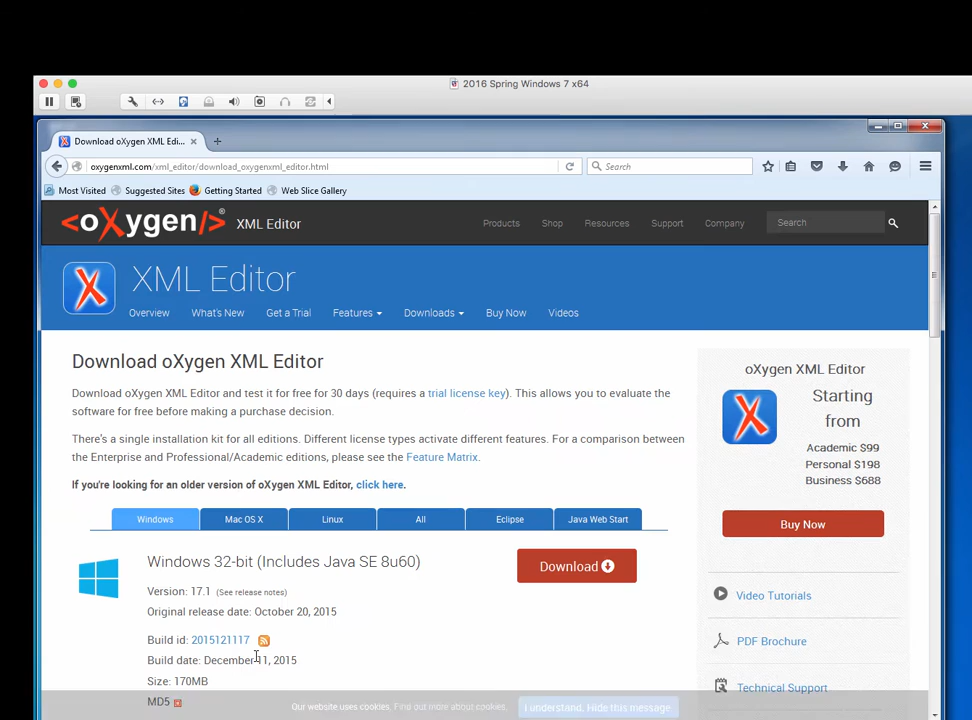 2016 Spring Windows 7 x64
Download oXygen XML Edi...
oxygenxml.com/xml_editor/download_oxygenxml_editor.html
Search
Most Visited Suggested Sites Getting Started Web Slice Gallery
<oXygen/>® XML Editor
Products Shop Resources Support Company Search
XML Editor
Overview What's New Get a Trial Features Downloads Buy Now Videos
Download oXygen XML Editor
Download oXygen XML Editor and test it for free for 30 days (requires a trial license key). This allows you to evaluate the
software for free before making a purchase decision.
There's a single installation kit for all editions. Different license types activate different features. For a comparison between
the Enterprise and Professional/Academic editions, please see the Feature Matrix.
If you're looking for an older version of oXygen XML Editor, click here.
Windows Mac OS X Linux All Eclipse Java Web Start
Windows 32-bit (Includes Java SE 8u60)
Download
Version: 17.1 (See release notes)
Original release date: October 20, 2015
Build id: 2015121117
Build date: December 11, 2015
Size: 170MB
MD5
oXygen XML Editor
Starting
from
Academic $99
Personal $198
Business $688
Buy Now
Video Tutorials
PDF Brochure
Technical Support
Our website uses cookies. Find out more about cookies. I understand. Hide this message